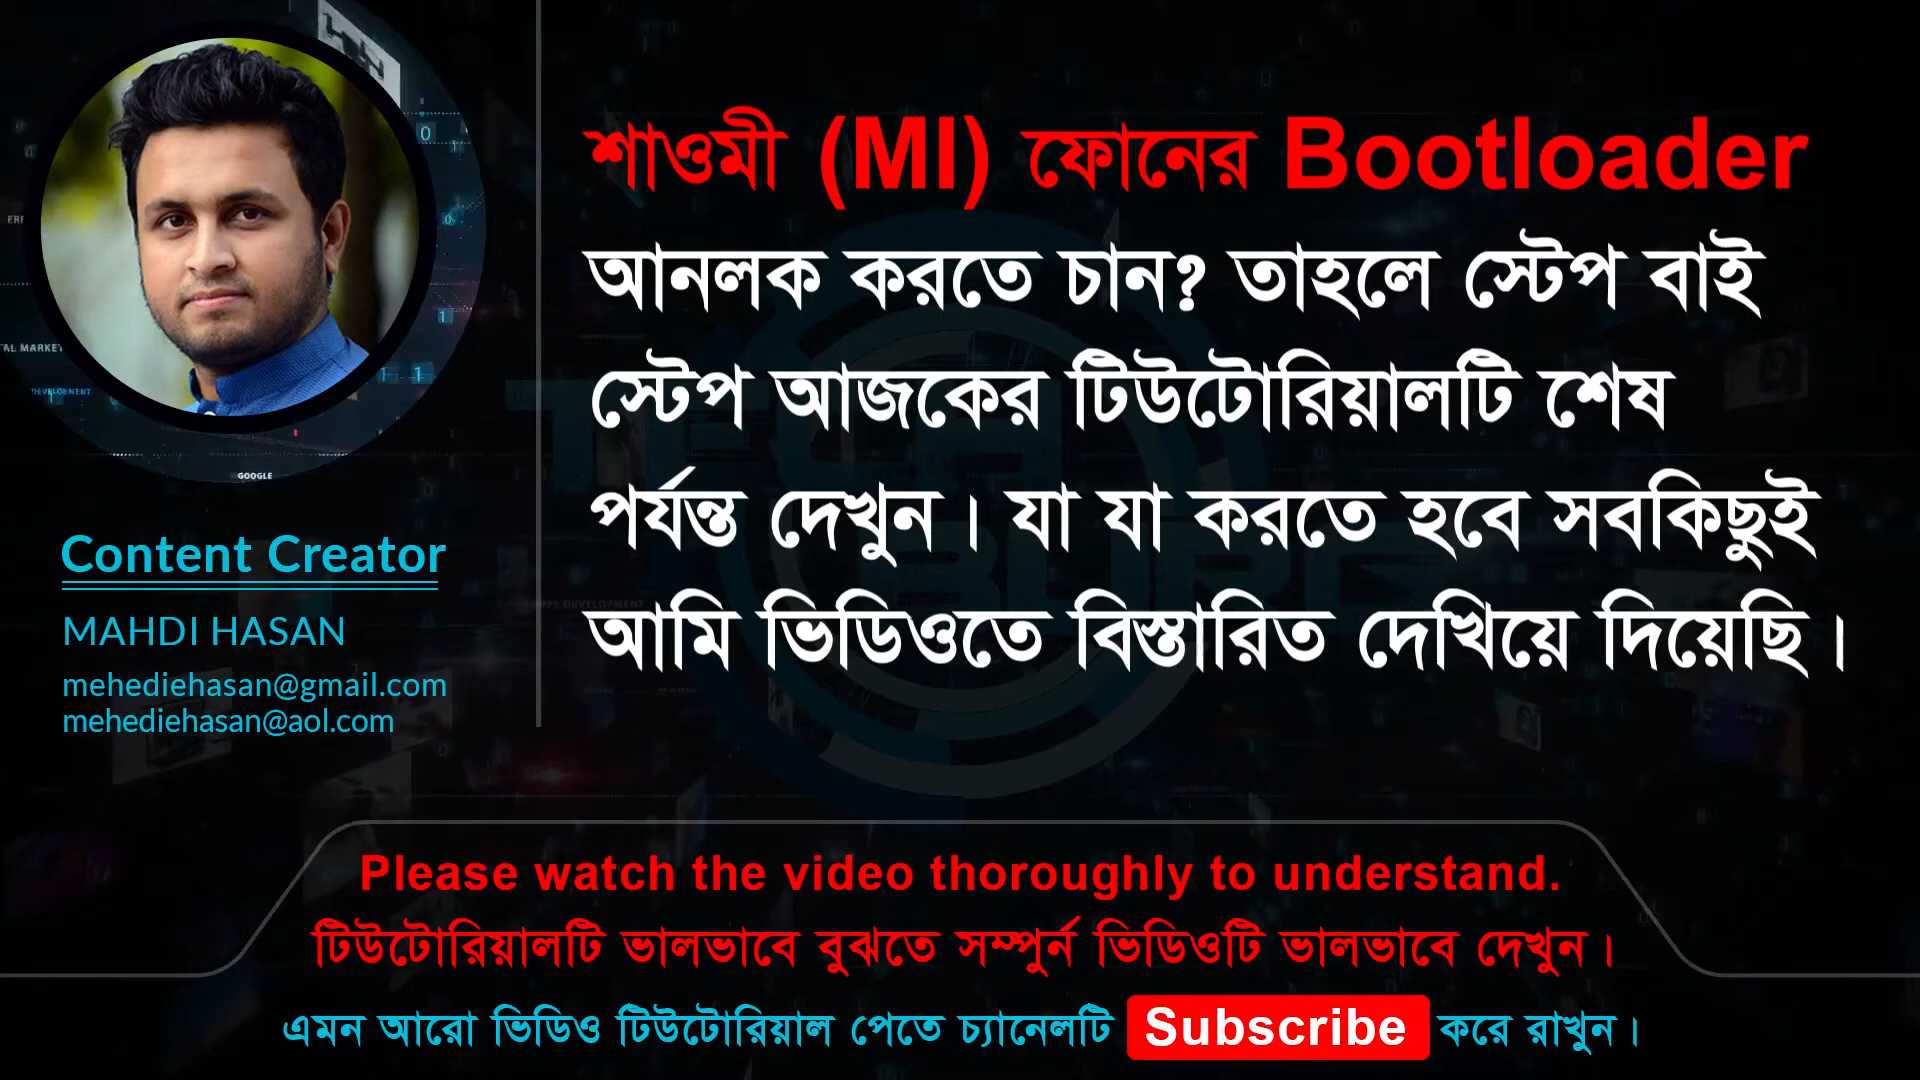 শাওমী (MI) ফোনের Bootloader
আনলক করতে চান? তাহলে স্টেপ বাই
স্টেপ আজকের টিউটোরিয়ালটি শেষ
পর্যন্ত দেখুন। যা যা করতে হবে সবকিছুই
আমি ভিডিওতে বিস্তারিত দেখিয়ে দিয়েছি।
GOOGLE
Content Creator
MAHDI HASAN
mehediehasan@gmail.com
mehediehasan@aol.com
Please watch the video thoroughly to understand.
টিউটোরিয়ালটি ভালভাবে বুঝতে সম্পুর্ন ভিডিওটি ভালভাবে দেখুন।
এমন আরো ভিডিও টিউটোরিয়াল পেতে চ্যানেলটি Subscribe করে রাখুন।